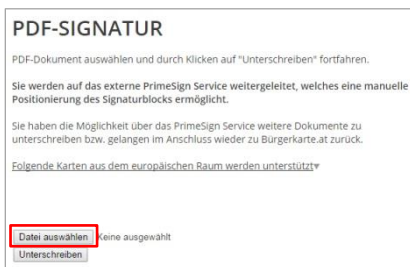 PDF-SIGNATUR
PDF-Dokument auswählen und durch Klicken auf "Unterschreiben" fortfahren.
Sie werden auf das externe PrimeSign Service weitergeleitet, welches eine manuelle
Positionierung des Signaturblocks ermöglicht.
Sie haben die Möglichkeit über das PrimeSign Service weitere Dokumente zu
unterschreiben bzw. gelangen im Anschluss wieder zu Bürgerkarte.at zurück.
Folgende Karten aus dem europäischen Raum werden unterstützt▾
Datei auswählen Keine ausgewählt
Unterschreiben